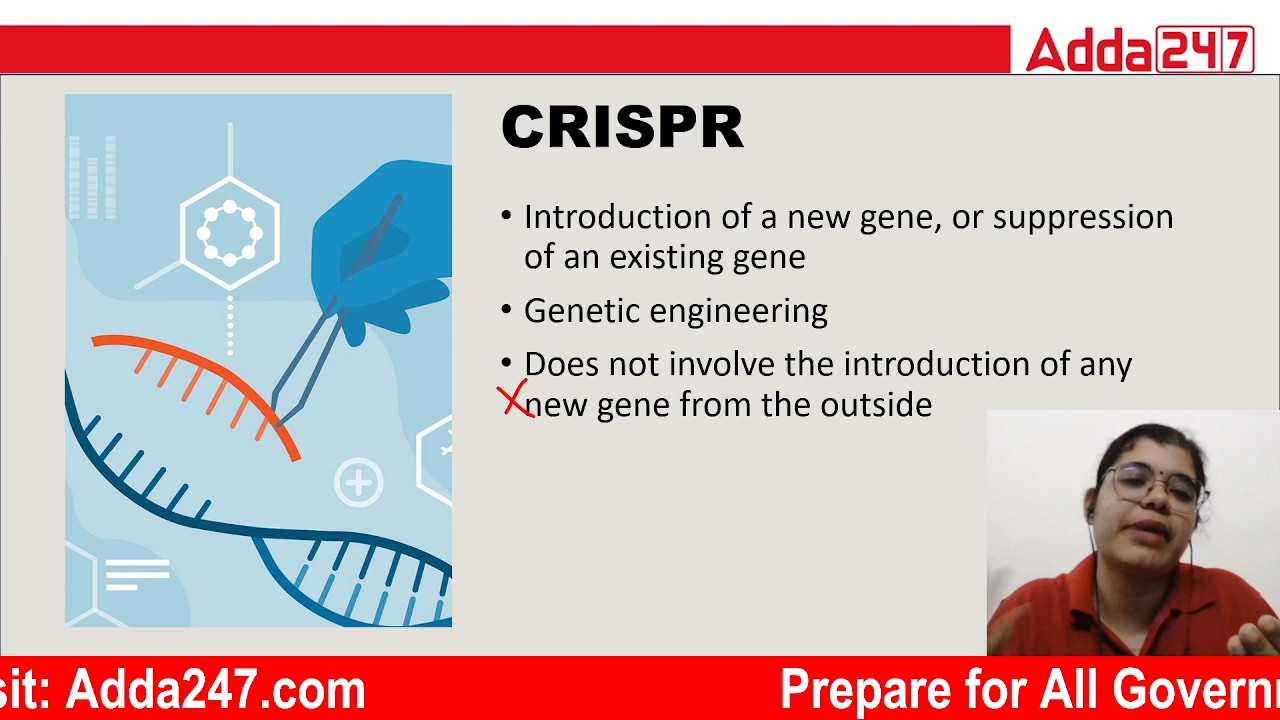 Adda247
CRISPR
• Introduction of a new gene, or suppression
of an existing gene
• Genetic engineering
• Does not involve the introduction of any
new gene from the outside
sit: Adda247.com
Prepare for All Govern